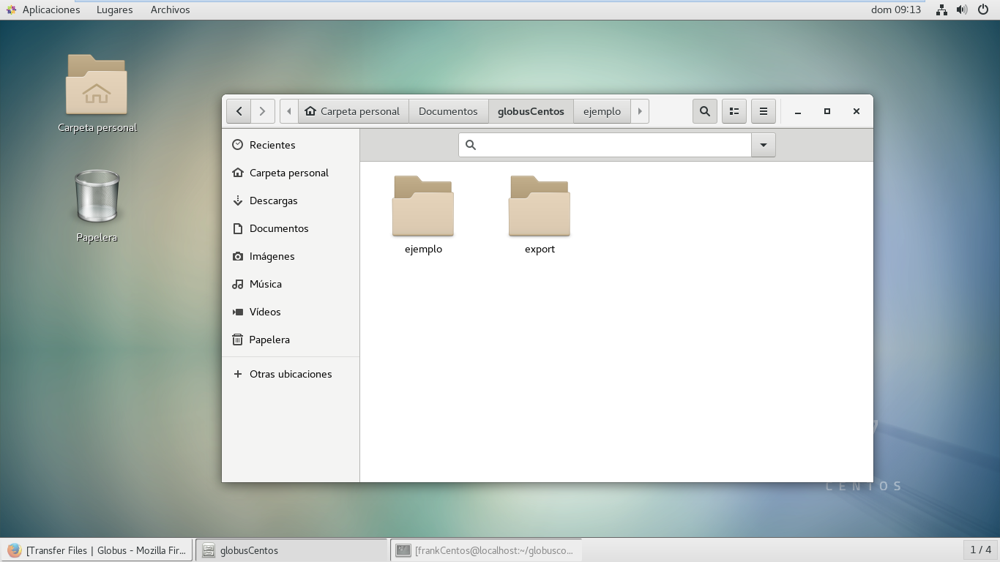 Aplicaciones Lugares Archivos dom 09:13
Carpeta personal
Papelera
Carpeta personal Documentos globusCentos ejemplo
Recientes
Carpeta personal
Descargas
Documentos
Imágenes
Música
Vídeos
Papelera
Otras ubicaciones
ejemplo export
7
CENTOS
[Transfer Files | Globus - Mozilla Fir... globusCentos [frankCentos@localhost:~/globusco... 1 / 4